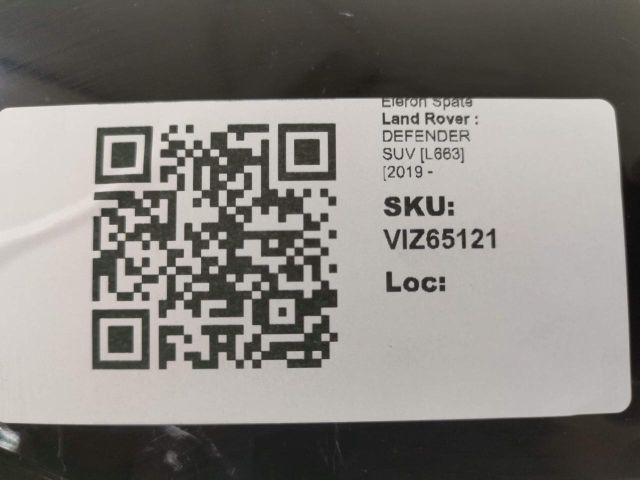 Eleron Spate
Land Rover :
DEFENDER
SUV [L663]
[2019 -
SKU:
VIZ65121
Loc: